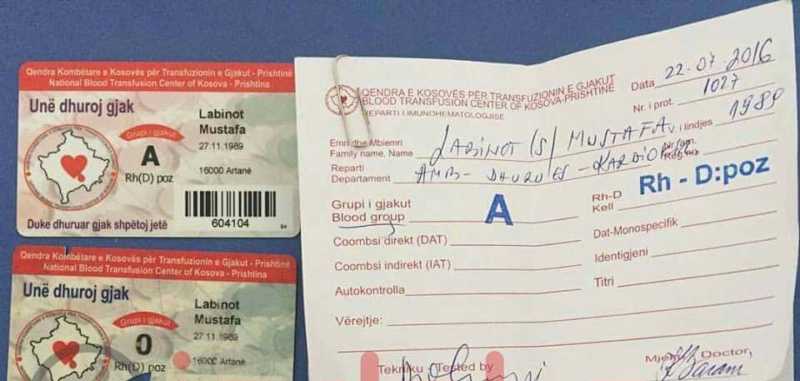 Qendra Kombëtare e Kosovës për Transfuzionin e Gjakut - Prishtinë
National Blood Transfusion Center of Kosova - Prishtina
Unë dhuroj gjak
Labinot
Mustafa
27.11.1989
Grupi i gjakut
A
Rh(D) poz
16000 Artanë
604104
Duke dhuruar gjak shpëtoj jetë
Qendra Kombëtare e Kosovës për Transfuzionin e Gjakut - Prishtinë
National Blood Transfusion Center of Kosova - Prishtina
Unë dhuroj gjak
Labinot
Mustafa
27.11.1989
Grupi i gjakut
0
Rh(D) poz
16000 Artanë
QENDRA E KOSOVËS PËR TRANSFUZIONIN E GJAKUT
BLOOD TRANSFUSION CENTER OF KOSOVA-PRISHTINË
REPARTI I IMUNOHEMATOLOGJISË
Data 22.07.2016
Nr. i prot. 1027
Emri dhe Mbiemri
Family name, Name LABINOT (S) MUSTAFA i lindjes 1989
Reparti
Departament AMB- DHURUES -
Grupi i gjakut
Blood group A
Rh-D
Kell
Rh - D:poz
Coombsi direkt (DAT)
Dat-Monospecifik
Coombsi indirekt (IAT)
Identigjeni
Autokontrolla
Titri
Vërejtje:
Tekniku Tested by
Doctor,